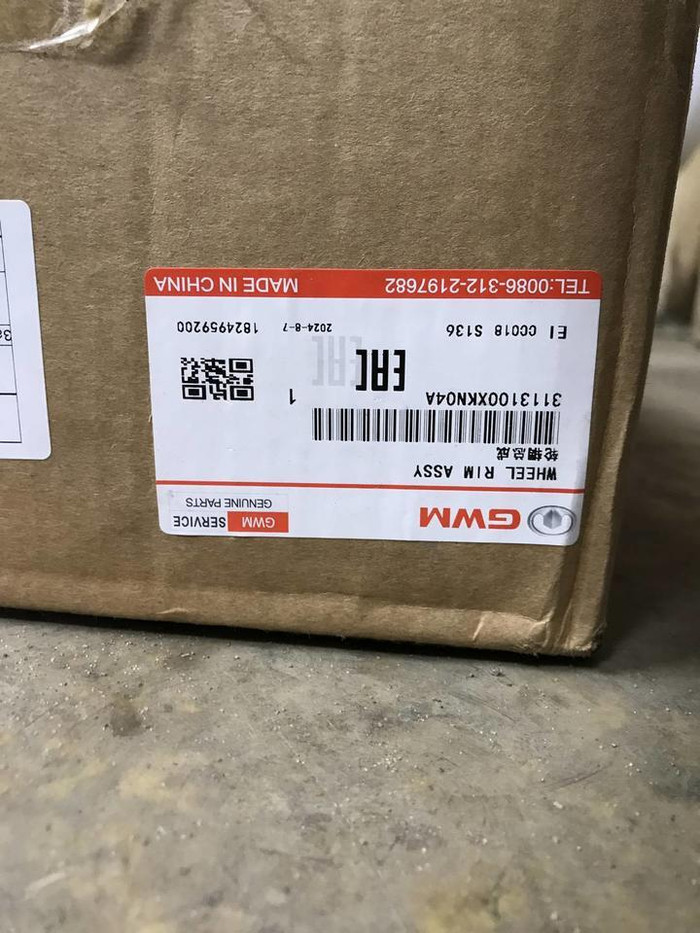 GWM
GWM SERVICE
GENUINE PARTS
WHEEL RIM ASSY
轮辋总成
3113100XKN04A
1
EAC
EI CC018 S136
2024-8-7
1824959200
TEL:0086-312-2197682
MADE IN CHINA